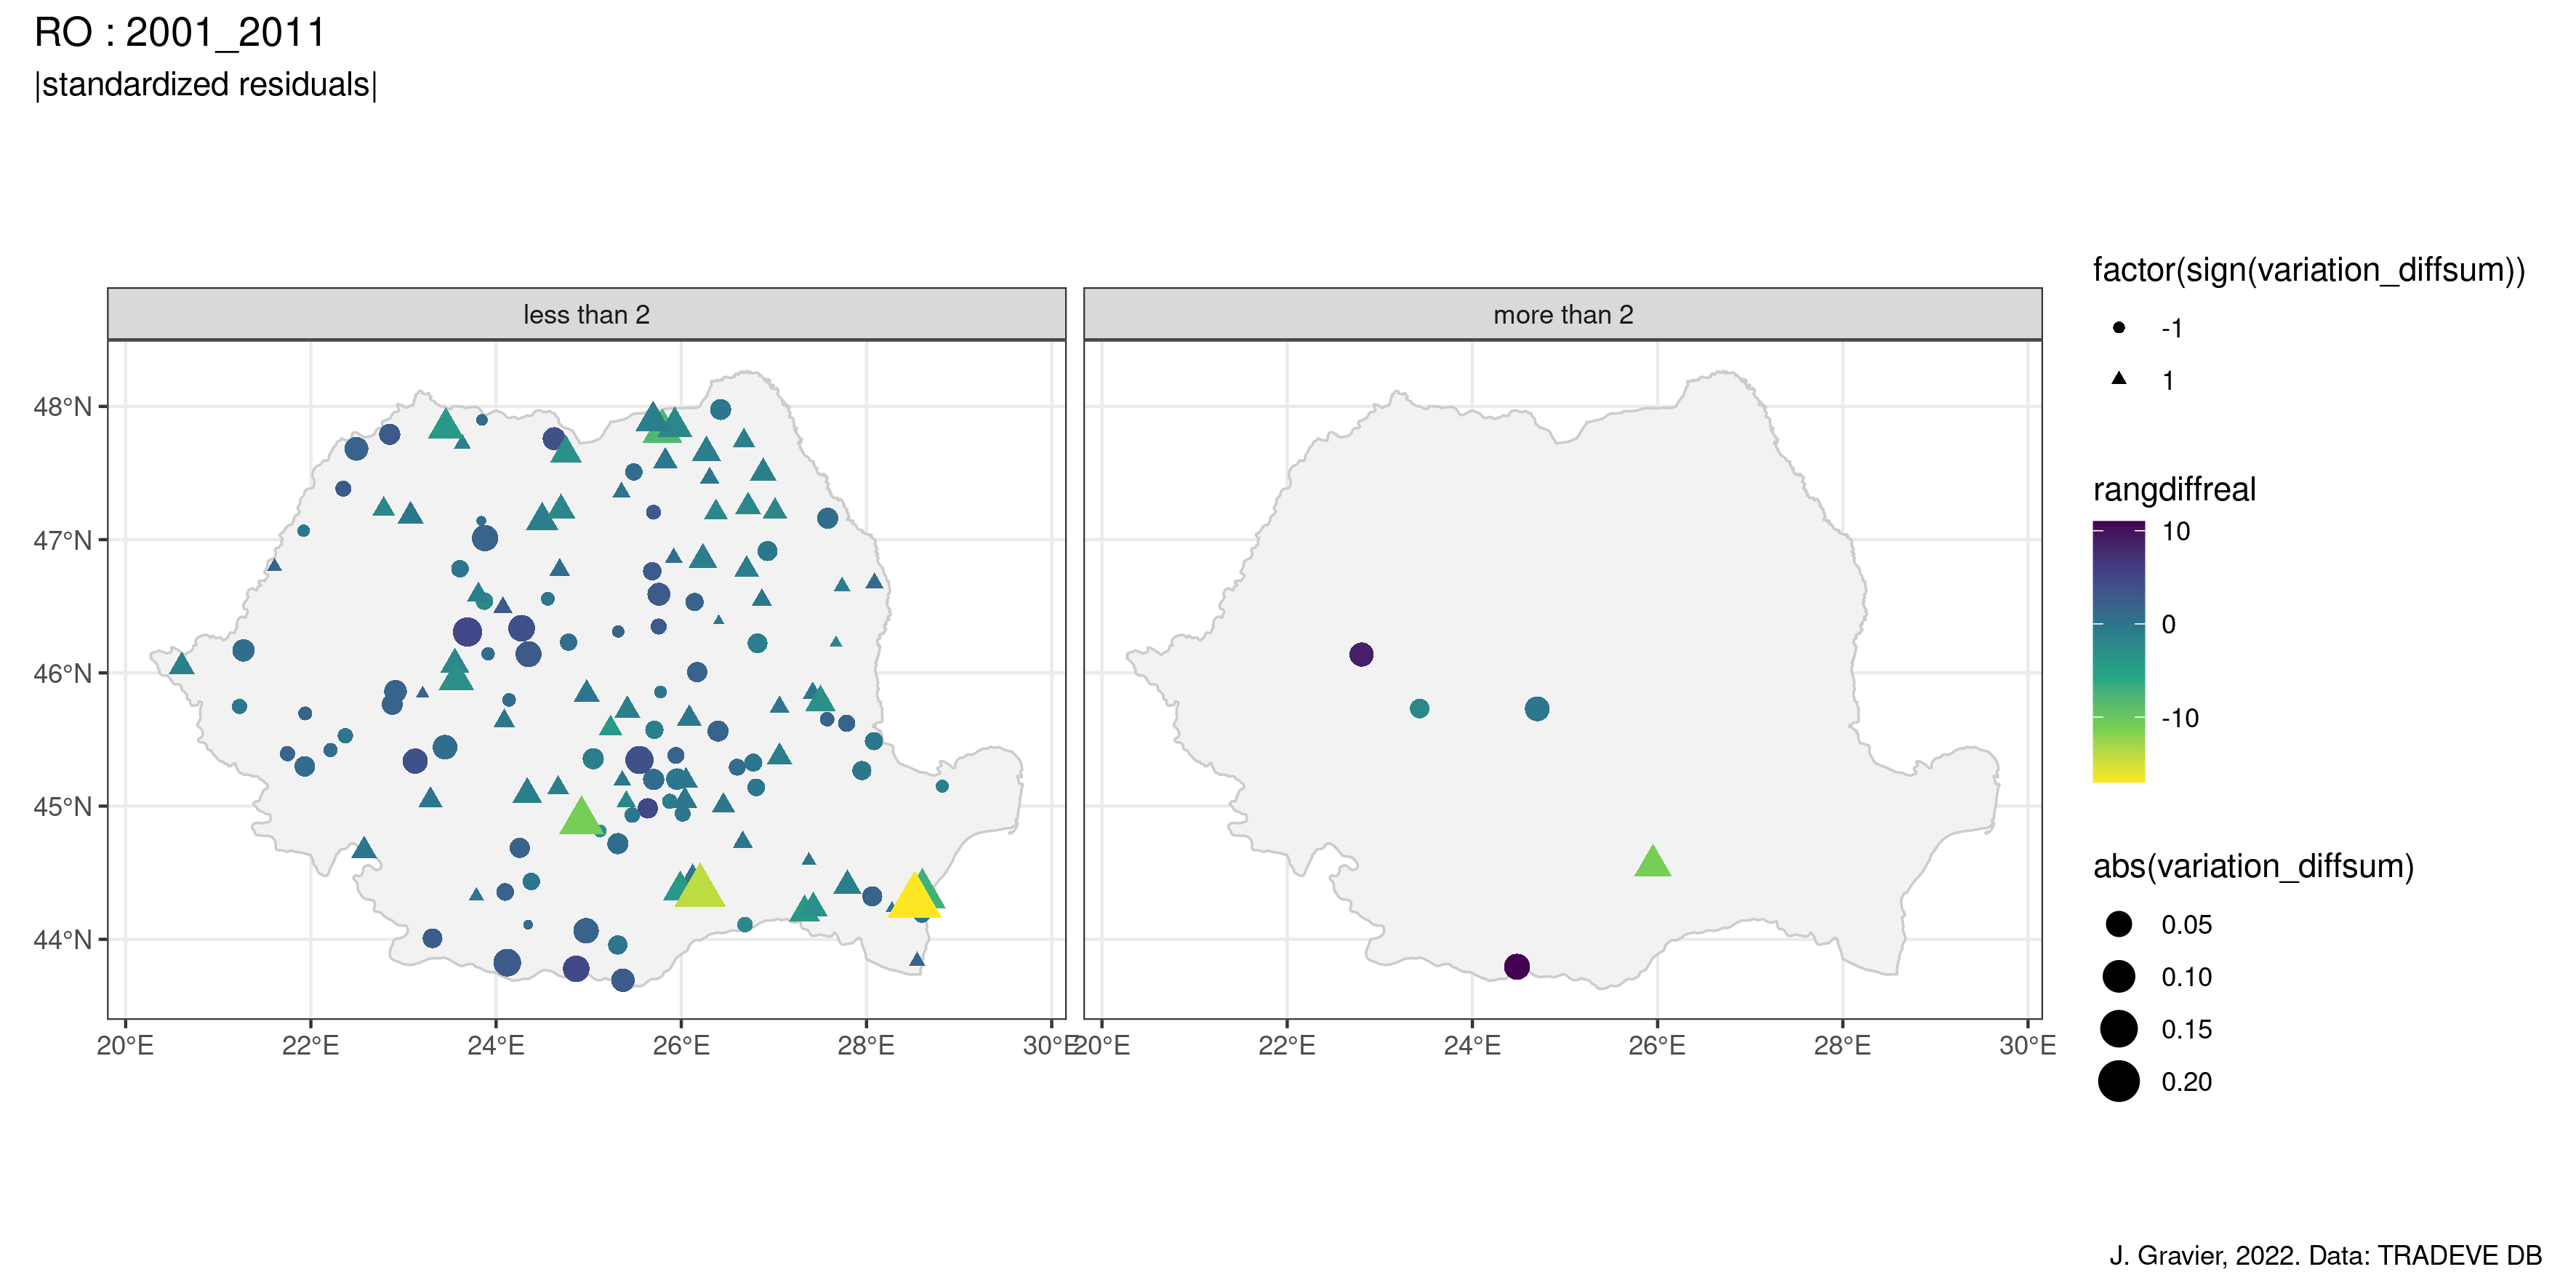 RO : 2001_2011
|standardized residuals|
less than 2
more than 2
48°N
47°N
46°N
45°N
44°N
20°E
22°E
24°E
26°E
28°E
30°E
20°E
22°E
24°E
26°E
28°E
30°E
factor(sign(variation_diffsum))
-1
1
rangdiffreal
10
0
-10
abs(variation_diffsum)
0.05
0.10
0.15
0.20
J. Gravier, 2022. Data: TRADEVE DB